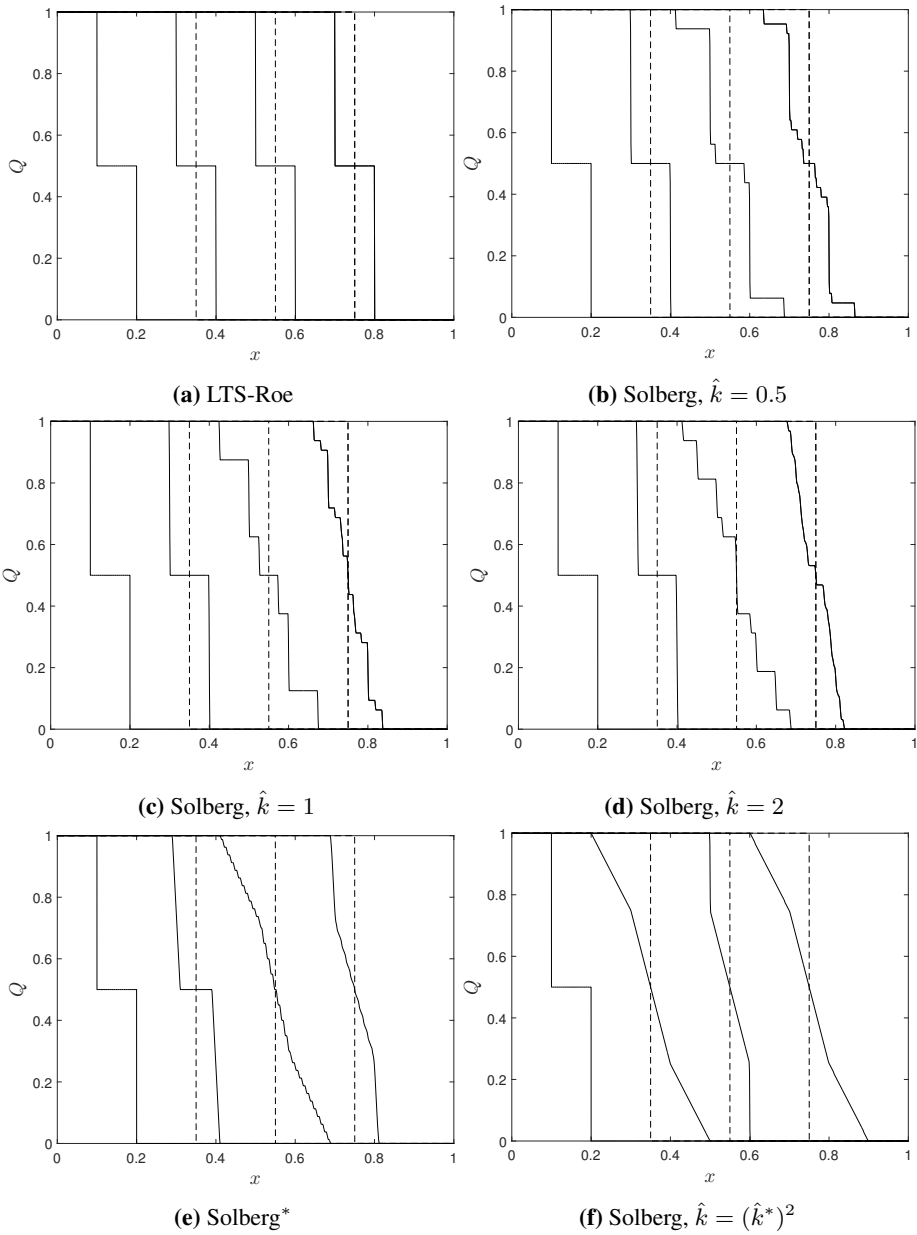 1
0.8
0.6
Q
0.4
0.2
0
0 0.2 0.4 0.6 0.8 1
x
(a) LTS-Roe
1
0.8
0.6
Q
0.4
0.2
0
0 0.2 0.4 0.6 0.8 1
x
(b) Solberg, k̂ = 0.5
1
0.8
0.6
Q
0.4
0.2
0
0 0.2 0.4 0.6 0.8 1
x
(c) Solberg, k̂ = 1
1
0.8
0.6
Q
0.4
0.2
0
0 0.2 0.4 0.6 0.8 1
x
(d) Solberg, k̂ = 2
1
0.8
0.6
Q
0.4
0.2
0
0 0.2 0.4 0.6 0.8 1
x
(e) Solberg*
1
0.8
0.6
Q
0.4
0.2
0
0 0.2 0.4 0.6 0.8 1
x
(f) Solberg, k̂ = (k̂*)²